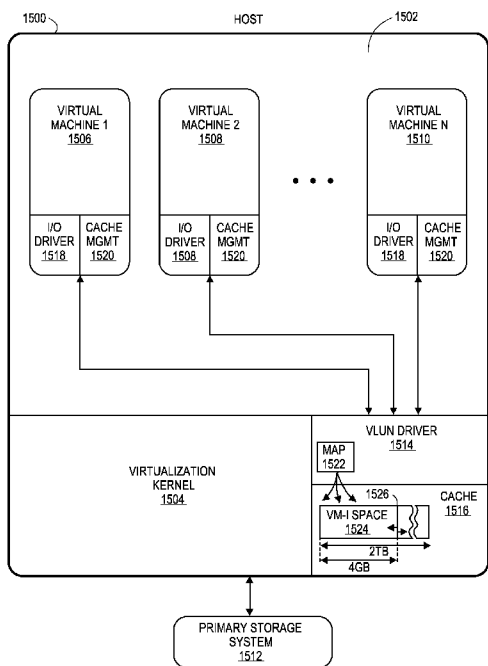 1500
HOST
1502
VIRTUAL
MACHINE 1
1506
VIRTUAL
MACHINE 2
1508
VIRTUAL
MACHINE N
1510
I/O
DRIVER
1518
CACHE
MGMT
1520
I/O
DRIVER
1508
CACHE
MGMT
1520
I/O
DRIVER
1518
CACHE
MGMT
1520
VLUN DRIVER
1514
MAP
1522
VIRTUALIZATION
KERNEL
1504
1526
CACHE
1516
VM-I SPACE
1524
2TB
4GB
PRIMARY STORAGE
SYSTEM
1512